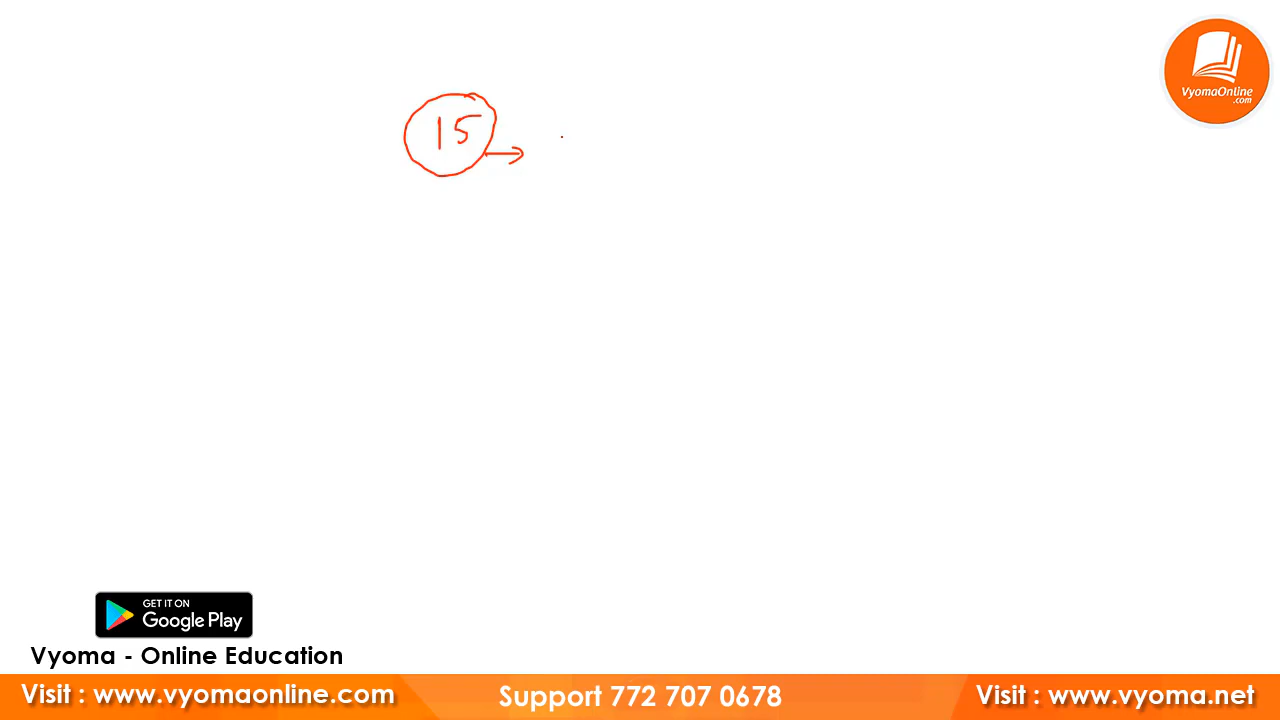 VyomaOnline
.com
15 →
GET IT ON
Google Play
Vyoma - Online Education
Visit : www.vyomaonline.com
Support 772 707 0678
Visit : www.vyoma.net